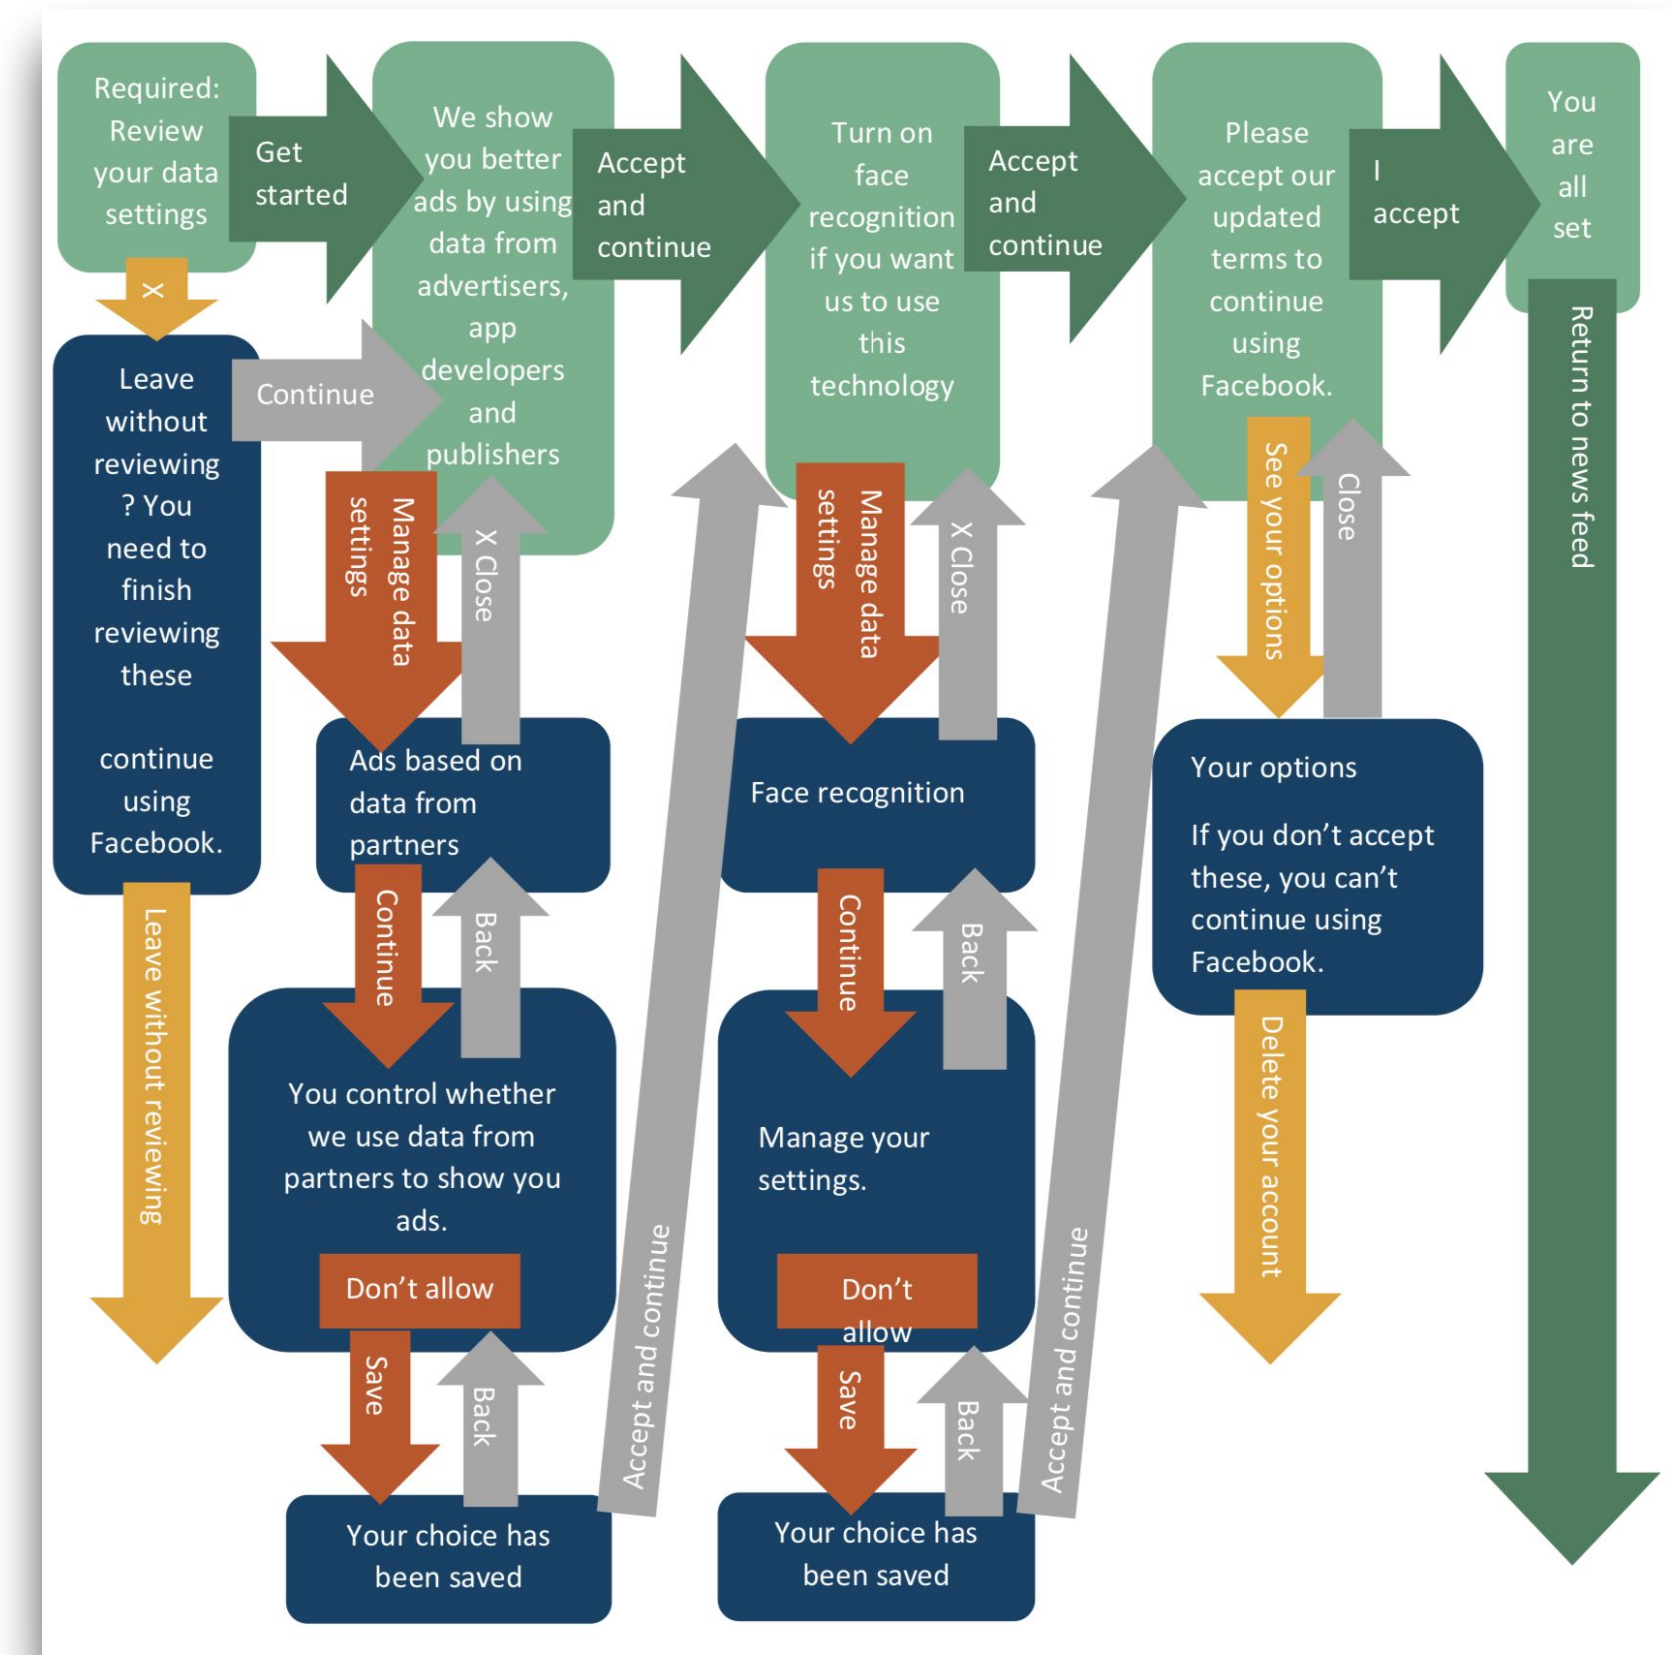 Required:
Review
your data
settings
Get
started
We show
you better
ads by using
data from
advertisers,
app
developers
and
publishers
Accept
and
continue
Turn on
face
recognition
if you want
us to use
this
technology
Accept
and
continue
Please
accept our
updated
terms to
continue
using
Facebook.
I
accept
You
are
all
set
X
Leave
without
reviewing
? You
need to
finish
reviewing
these
continue
using
Facebook.
Continue
Manage data
settings
X Close
Manage data
settings
X Close
See your options
Close
Return to news feed
Ads based on
data from
partners
Face recognition
Your options
If you don't accept
these, you can't
continue using
Facebook.
Leave without reviewing
Continue
Back
Continue
Back
Delete your account
You control whether
we use data from
partners to show you
ads.
Don't allow
Manage your
settings.
Don't
allow
Save
Back
Accept and continue
Save
Back
Accept and continue
Your choice has
been saved
Your choice has
been saved